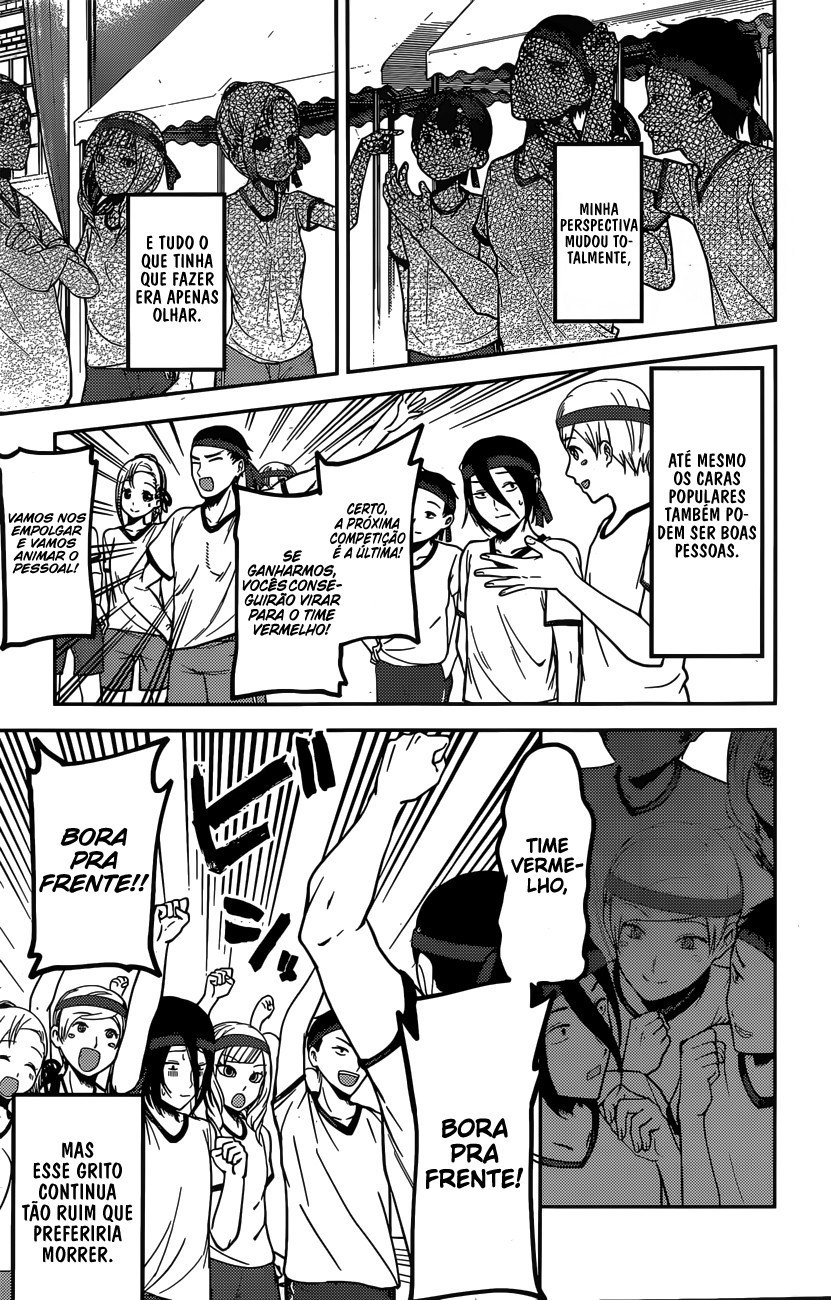 MINHA
PERSPECTIVA
MUDOU TO-
TALMENTE,
E TUDO O
QUE TINHA
QUE FAZER
ERA APENAS
OLHAR.
ATÉ MESMO
OS CARAS
POPULARES
TAMBÉM PO-
DEM SER BOAS
PESSOAS.
CERTO,
A PRÓXIMA
COMPETIÇÃO
É A ÚLTIMA!
SE
GANHARMOS,
VOCÊS CONSE-
GUIRÃO VIRAR
PARA O TIME
VERMELHO!
VAMOS NOS
EMPOLGAR
E VAMOS
ANIMAR O
PESSOAL!
TIME
VERME-
LHO,
BORA
PRA
FRENTE!
ビシッ
BORA
PRA
FRENTE!!
MAS
ESSE GRITO
CONTINUA
TÃO RUIM QUE
PREFERIRIA
MORRER.